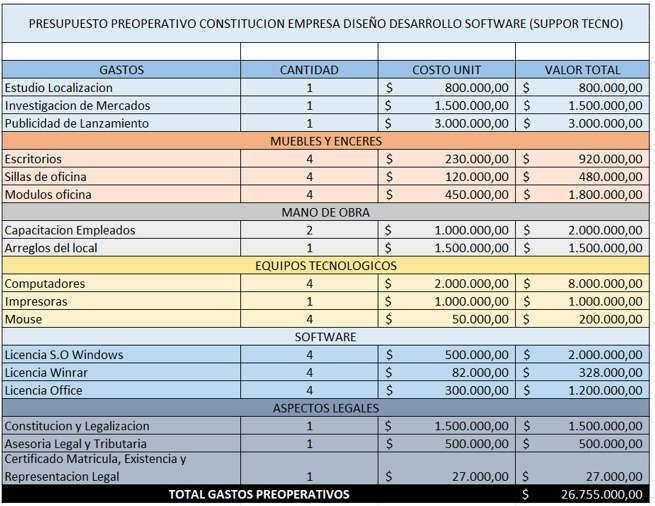 PRESUPUESTO PREOPERATIVO CONSTITUCION EMPRESA DISEÑO DESARROLLO SOFTWARE (SUPPOR TECNO)
GASTOS CANTIDAD COSTO UNIT VALOR TOTAL
Estudio Localizacion 1 $ 800.000,00 $ 800.000,00
Investigacion de Mercados 1 $ 1.500.000,00 $ 1.500.000,00
Publicidad de Lanzamiento 1 $ 3.000.000,00 $ 3.000.000,00
MUEBLES Y ENCERES
Escritorios 4 $ 230.000,00 $ 920.000,00
Sillas de oficina 4 $ 120.000,00 $ 480.000,00
Modulos oficina 4 $ 450.000,00 $ 1.800.000,00
MANO DE OBRA
Capacitacion Empleados 2 $ 1.000.000,00 $ 2.000.000,00
Arreglos del local 1 $ 1.500.000,00 $ 1.500.000,00
EQUIPOS TECNOLOGICOS
Computadores 4 $ 2.000.000,00 $ 8.000.000,00
Impresoras 1 $ 1.000.000,00 $ 1.000.000,00
Mouse 4 $ 50.000,00 $ 200.000,00
SOFTWARE
Licencia S.O Windows 4 $ 500.000,00 $ 2.000.000,00
Licencia Winrar 4 $ 82.000,00 $ 328.000,00
Licencia Office 4 $ 300.000,00 $ 1.200.000,00
ASPECTOS LEGALES
Constitucion y Legalizacion 1 $ 1.500.000,00 $ 1.500.000,00
Asesoria Legal y Tributaria 1 $ 500.000,00 $ 500.000,00
Certificado Matricula, Existencia y
Representacion Legal 1 $ 27.000,00 $ 27.000,00
TOTAL GASTOS PREOPERATIVOS $ 26.755.000,00